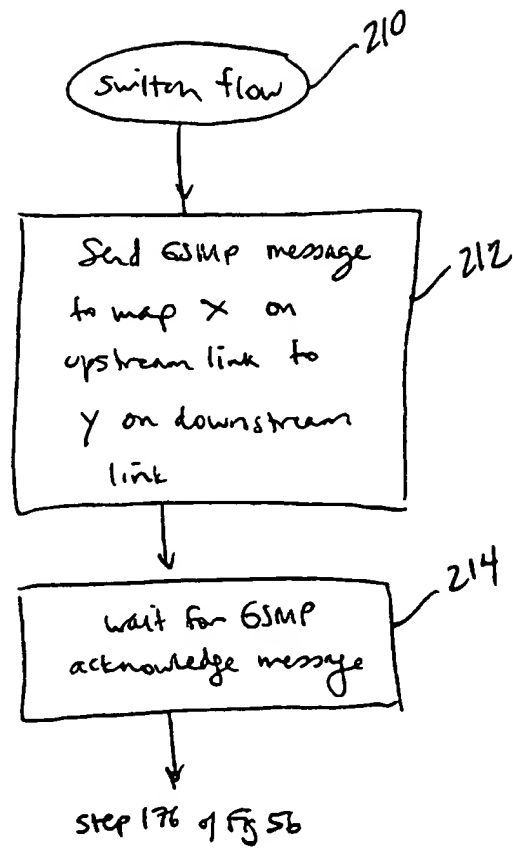 210
switch flow
Send GSMP message
212
to map X on
upstream link to
Y on downstream
link
214
wait for GSMP
acknowledge message
step 176 of Fig 5b